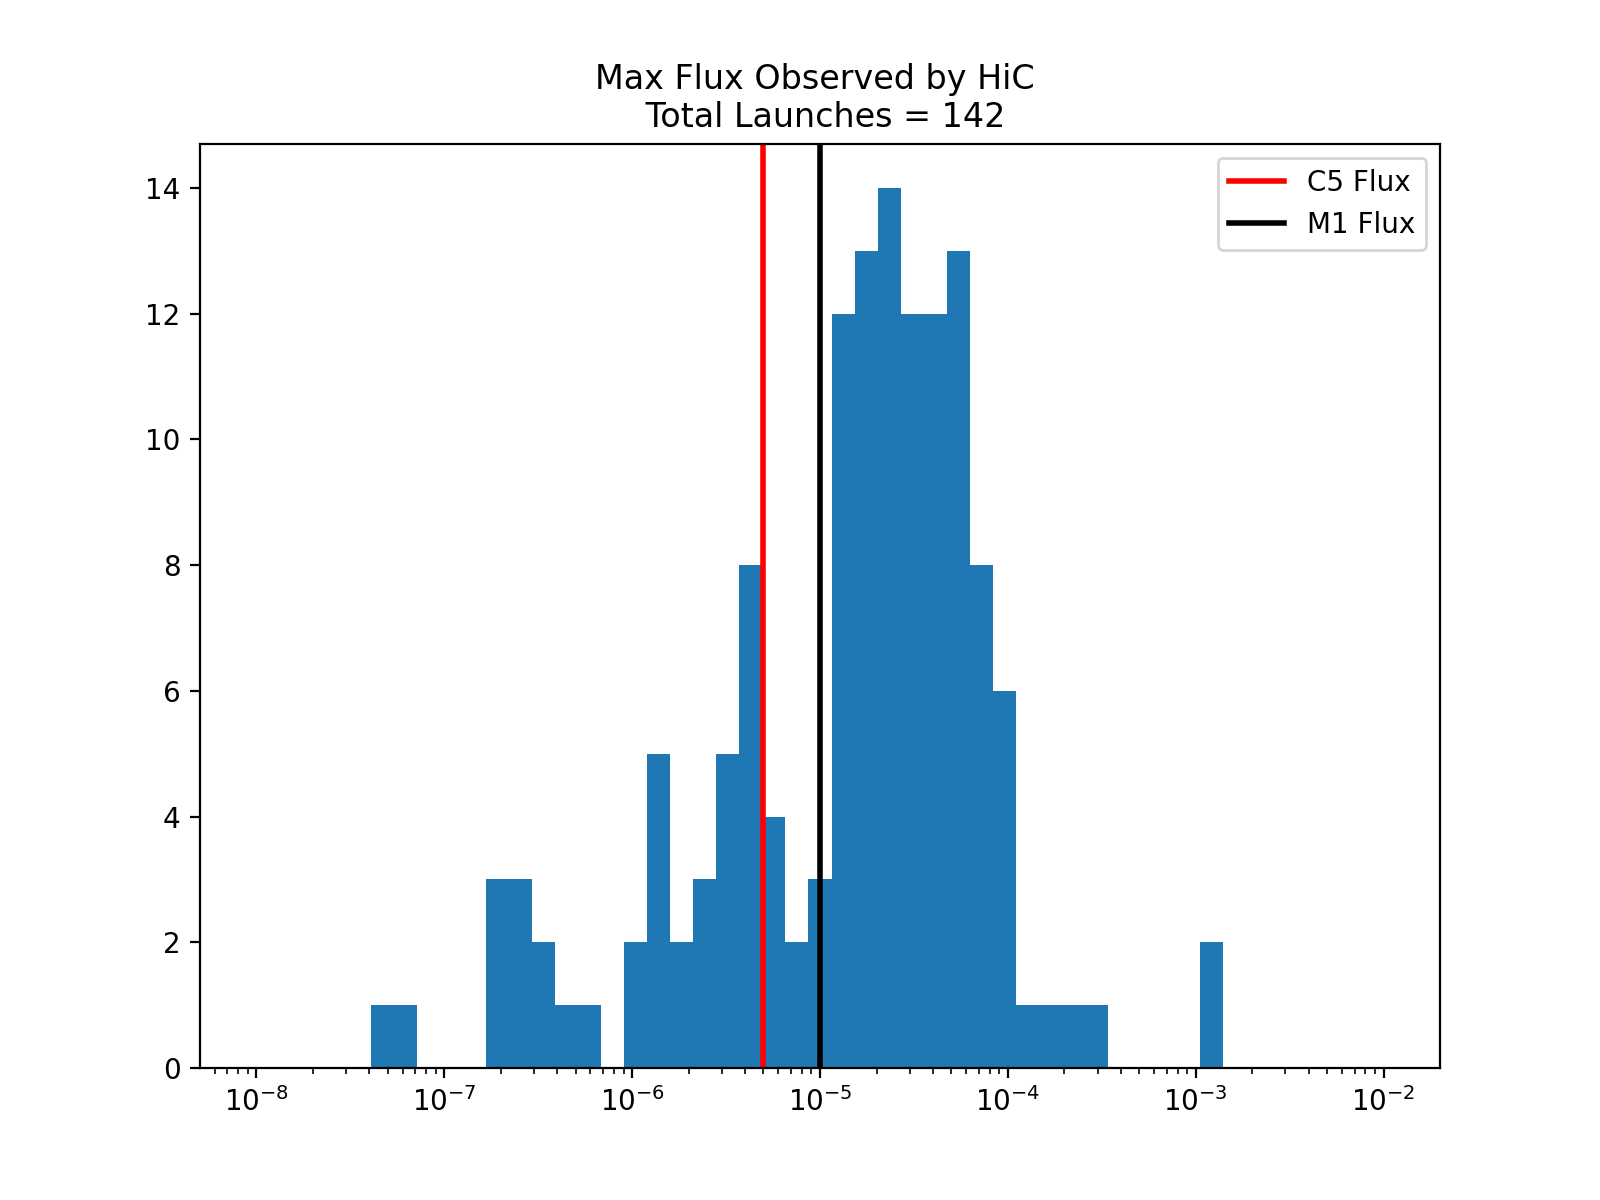 Max Flux Observed by HiC
Total Launches = 142
C5 Flux
M1 Flux
14
12
10
8
6
4
2
0
10⁻⁸ 10⁻⁷ 10⁻⁶ 10⁻⁵ 10⁻⁴ 10⁻³ 10⁻²